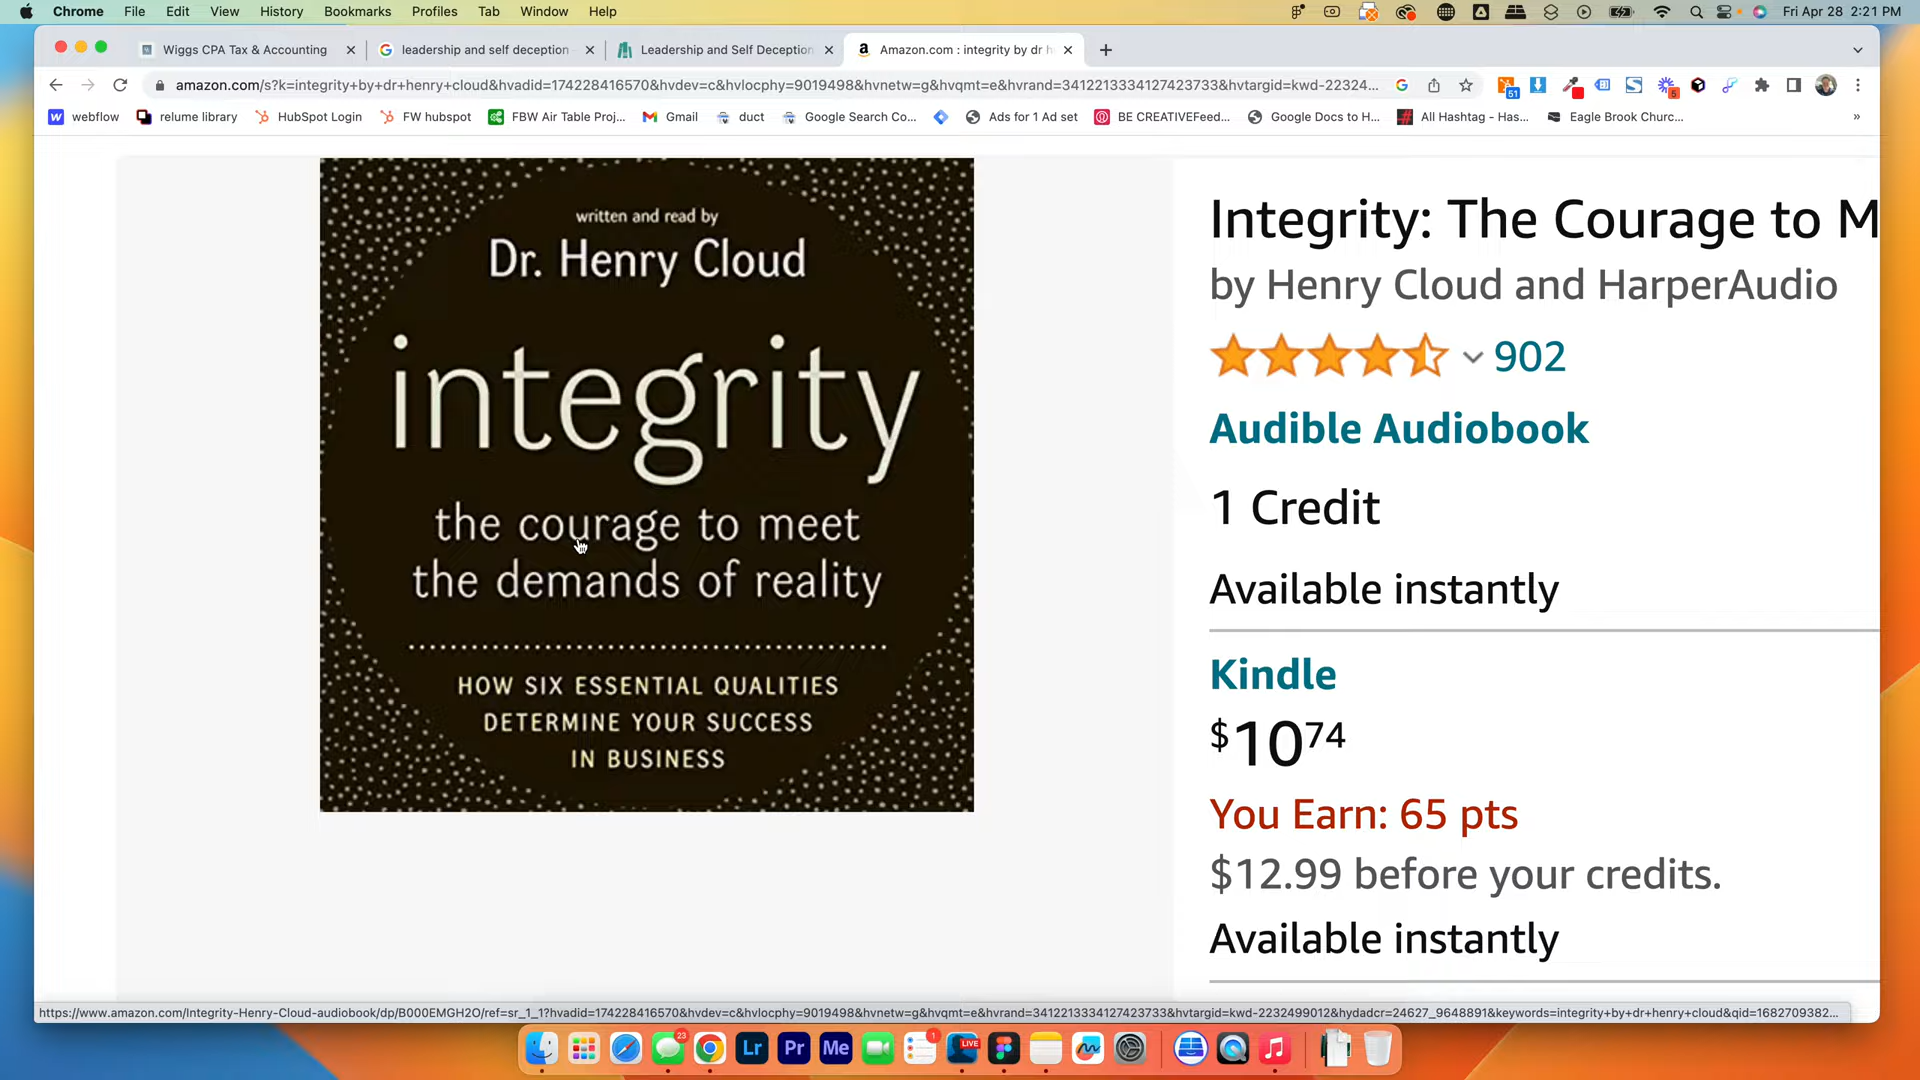 Chrome File Edit View History Bookmarks Profiles Tab Window Help
Fri Apr 28 2:21 PM
Wiggs CPA Tax & Accounting
leadership and self deception
Leadership and Self Deception
Amazon.com : integrity by dr h
amazon.com/s?k=integrity+by+dr+henry+cloud&hvadid=174228416570&hvdev=c&hvlocphy=9019498&hvnetw=g&hvqmt=e&hvrand=3412213334127423733&hvtargid=kwd-22324...
51
5
webflow
relume library
HubSpot Login
FW hubspot
FBW Air Table Proj...
Gmail
duct
Google Search Co...
Ads for 1 Ad set
BE CREATIVEFeed...
Google Docs to H...
All Hashtag - Has...
Eagle Brook Churc...
written and read by
Dr. Henry Cloud
integrity
the courage to meet
the demands of reality
HOW SIX ESSENTIAL QUALITIES
DETERMINE YOUR SUCCESS
IN BUSINESS
Integrity: The Courage to M
by Henry Cloud and HarperAudio
902
Audible Audiobook
1 Credit
Available instantly
Kindle
$10 74
You Earn: 65 pts
$12.99 before your credits.
Available instantly
https://www.amazon.com/Integrity-Henry-Cloud-audiobook/dp/B000EMGH2O/ref=sr_1_1?hvadid=174228416570&hvdev=c&hvlocphy=9019498&hvnetw=g&hvqmt=e&hvrand=3412213334127423733&hvtargid=kwd-2232499012&hydadcr=24627_9648891&keywords=integrity+by+dr+henry+cloud&qid=1682709382...
23
Lr
Pr
Me
1
LIVE